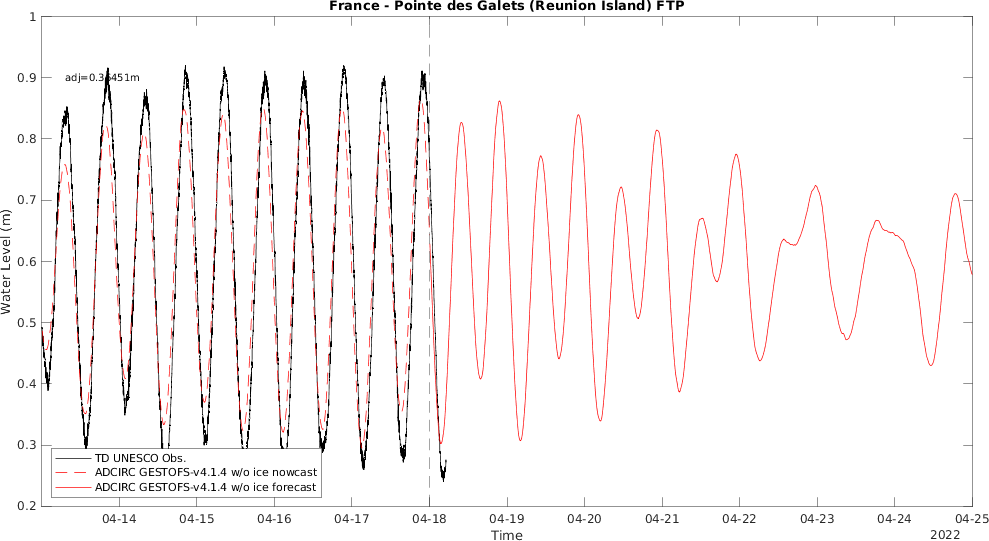 France - Pointe des Galets (Reunion Island) FTP
1
0.9
0.8
0.7
0.6
0.5
0.4
0.3
0.2
Water Level (m)
adj=0.36451m
TD UNESCO Obs.
ADCIRC GESTOFS-v4.1.4 w/o ice nowcast
ADCIRC GESTOFS-v4.1.4 w/o ice forecast
04-14 04-15 04-16 04-17 04-18 04-19 04-20 04-21 04-22 04-23 04-24 04-25
Time
2022